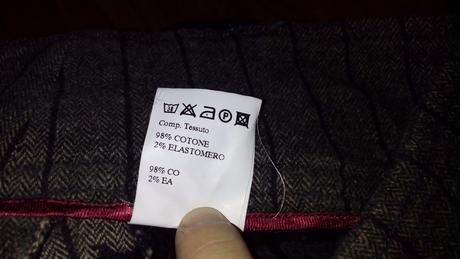 Comp. Tessuto
98% COTONE
2% ELASTOMERO
98% CO
2% EA